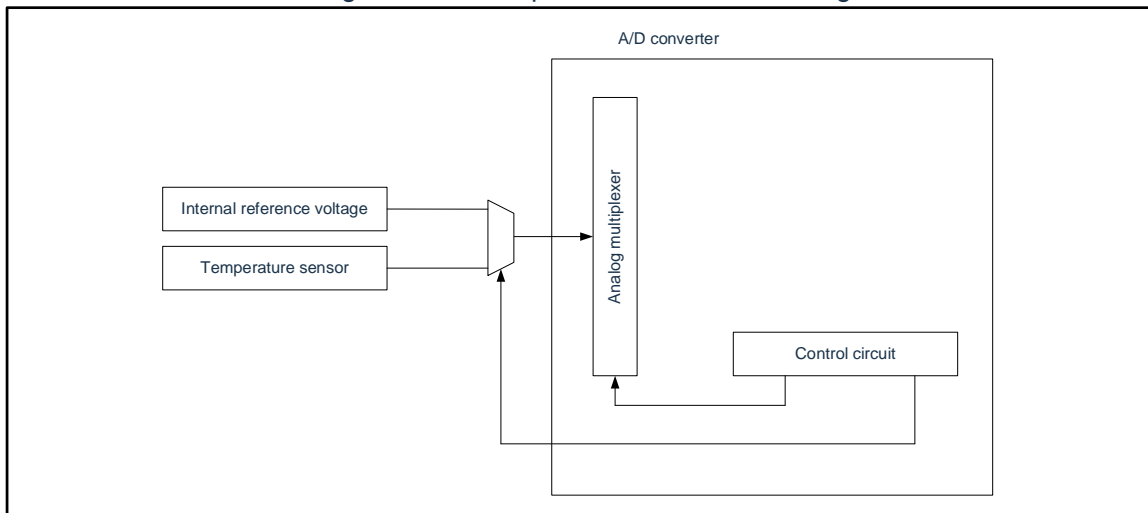 A/D converter
Internal reference voltage
Temperature sensor
Analog multiplexer
Control circuit